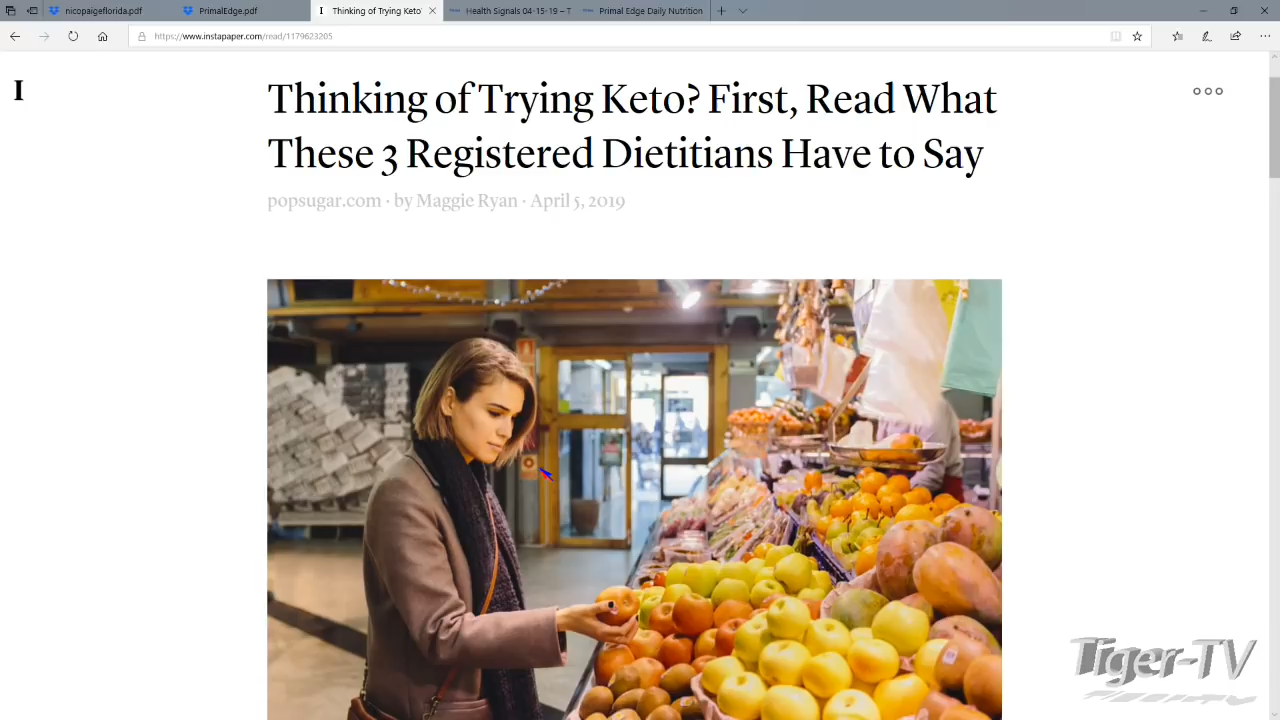 nicopaigeflorida.pdf
PrimalEdge.pdf
Thinking of Trying Keto
Health Signals 04-15-19 – T
Primal Edge Daily Nutrition
https://www.instapaper.com/read/1179623205
I
Thinking of Trying Keto? First, Read What
These 3 Registered Dietitians Have to Say
popsugar.com · by Maggie Ryan · April 5, 2019
Tiger-TV